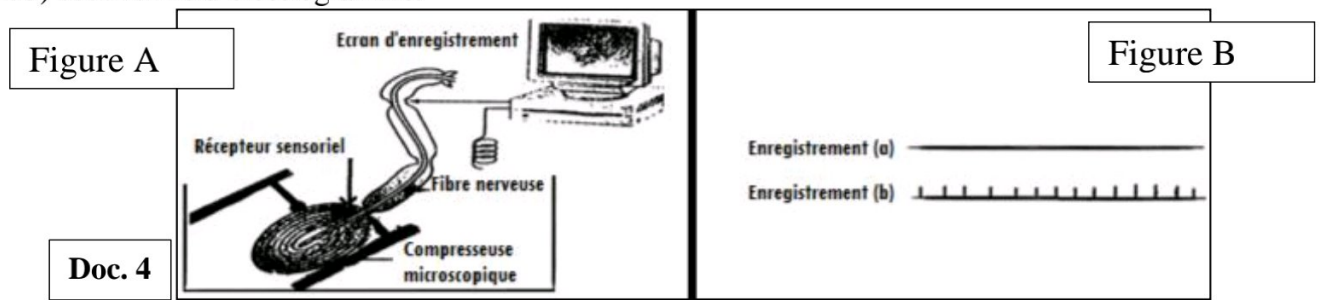 Figure A
Ecran d'enregistrement
Figure B
Récepteur sensoriel
Fibre nerveuse
Compresseuse
microscopique
Doc. 4
Enregistrement (a)
Enregistrement (b)